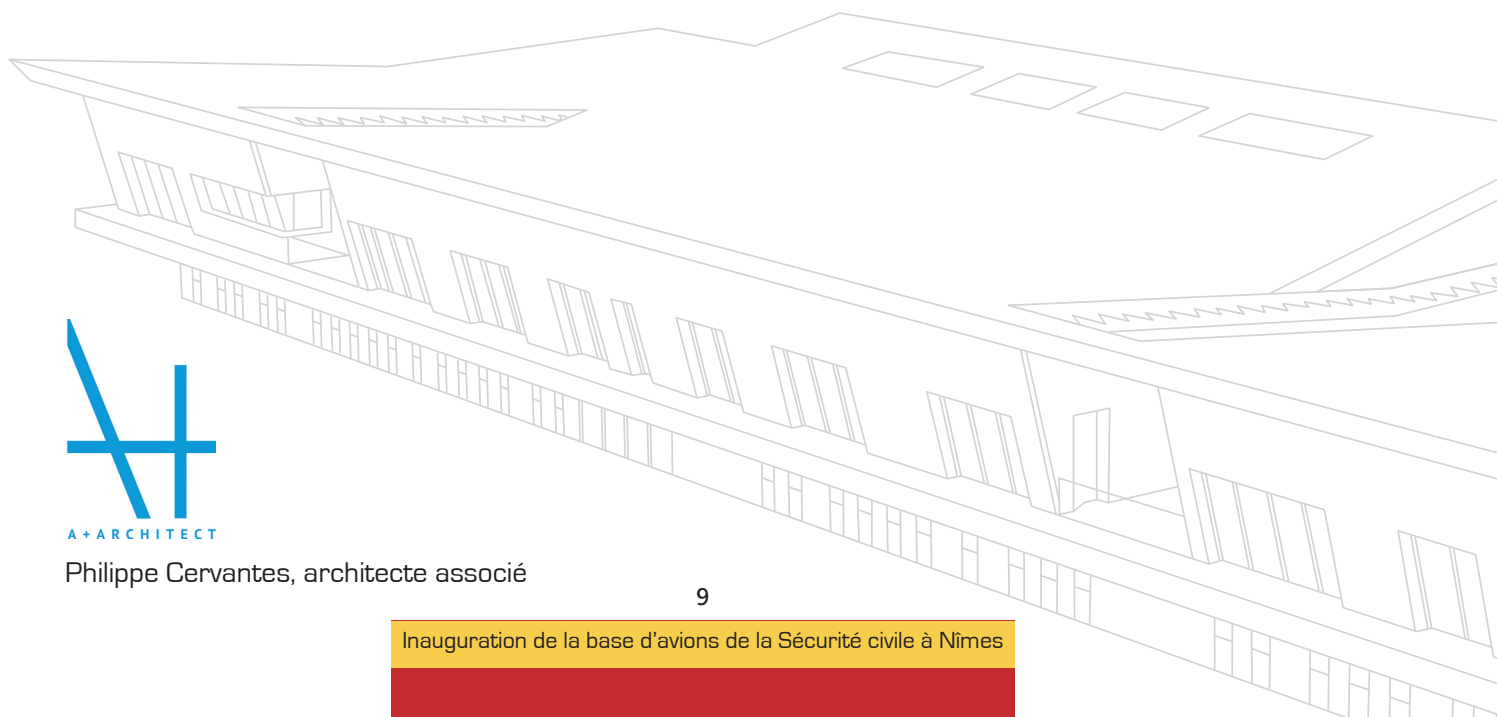 A+ARCHITECT
Philippe Cervantes, architecte associé
9
Inauguration de la base d'avions de la Sécurité civile à Nîmes